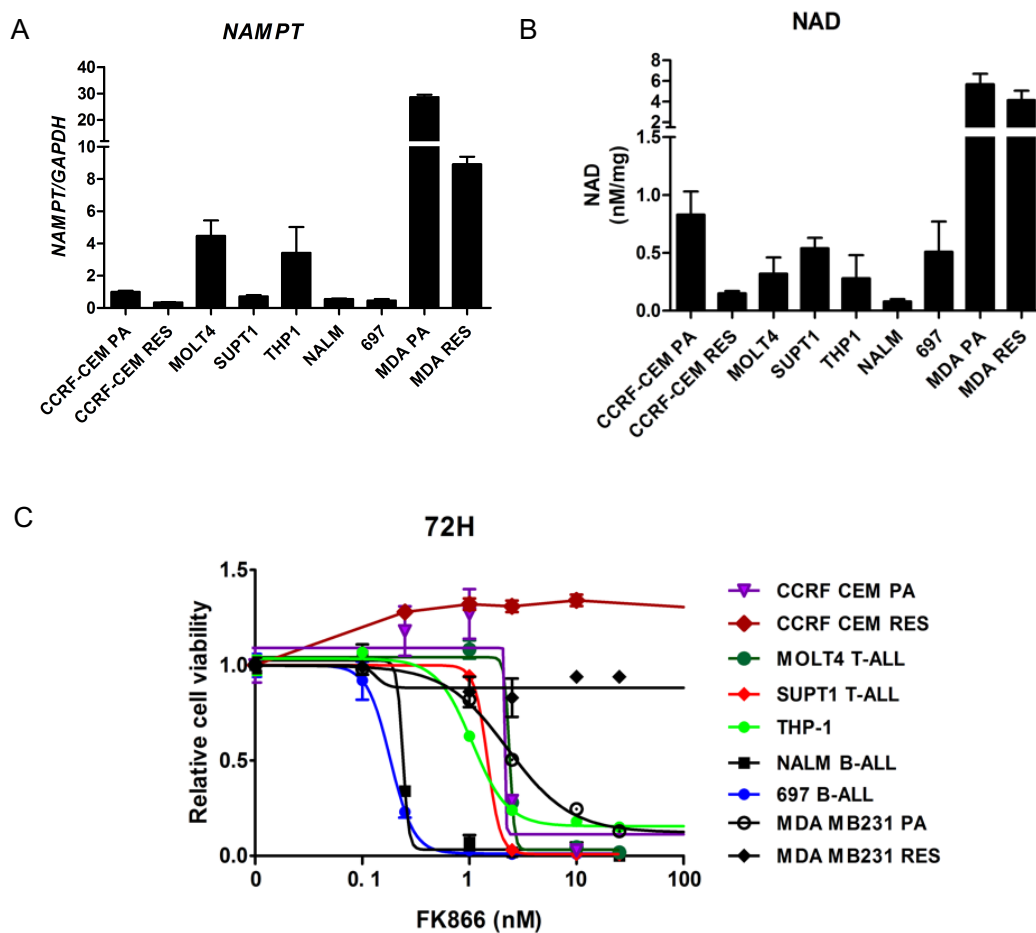 A
NAMPT
NAMPT/GAPDH
40
30
20
10
8
6
4
2
0
CCRF-CEM PA
CCRF-CEM RES
MOLT4
SUPT1
THP1
NALM
697
MDA PA
MDA RES
B
NAD
NAD
(nM/mg)
8
6
4
2
1.5
1.0
0.5
0.0
CCRF-CEM PA
CCRF-CEM RES
MOLT4
SUPT1
THP1
NALM
697
MDA PA
MDA RES
C
72H
Relative cell viability
1.5
1.0
0.5
0.0
0
0.1
1
10
100
FK866 (nM)
CCRF CEM PA
CCRF CEM RES
MOLT4 T-ALL
SUPT1 T-ALL
THP-1
NALM B-ALL
697 B-ALL
MDA MB231 PA
MDA MB231 RES